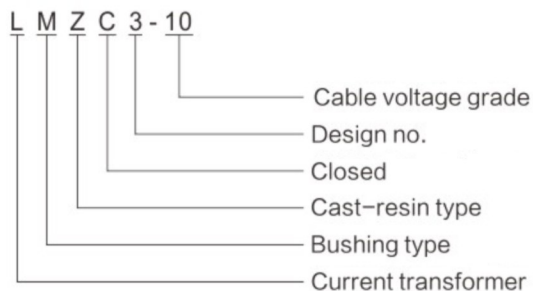 L M Z C 3 - 10
Cable voltage grade
Design no.
Closed
Cast-resin type
Bushing type
Current transformer